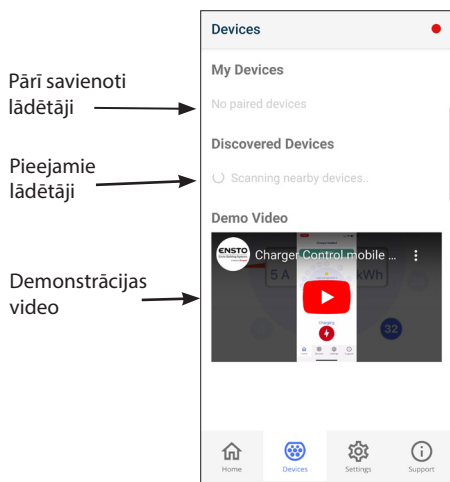 Devices
My Devices
Pārī savienoti
lādētāji
No paired devices
Discovered Devices
Pieejamie
lādētāji
Scanning nearby devices..
Demo Video
ENSTO
Charger Control mobile ...
5 A
kWh
Demonstrācijas
video
Charging
32
Home
Devices
Settings
Support